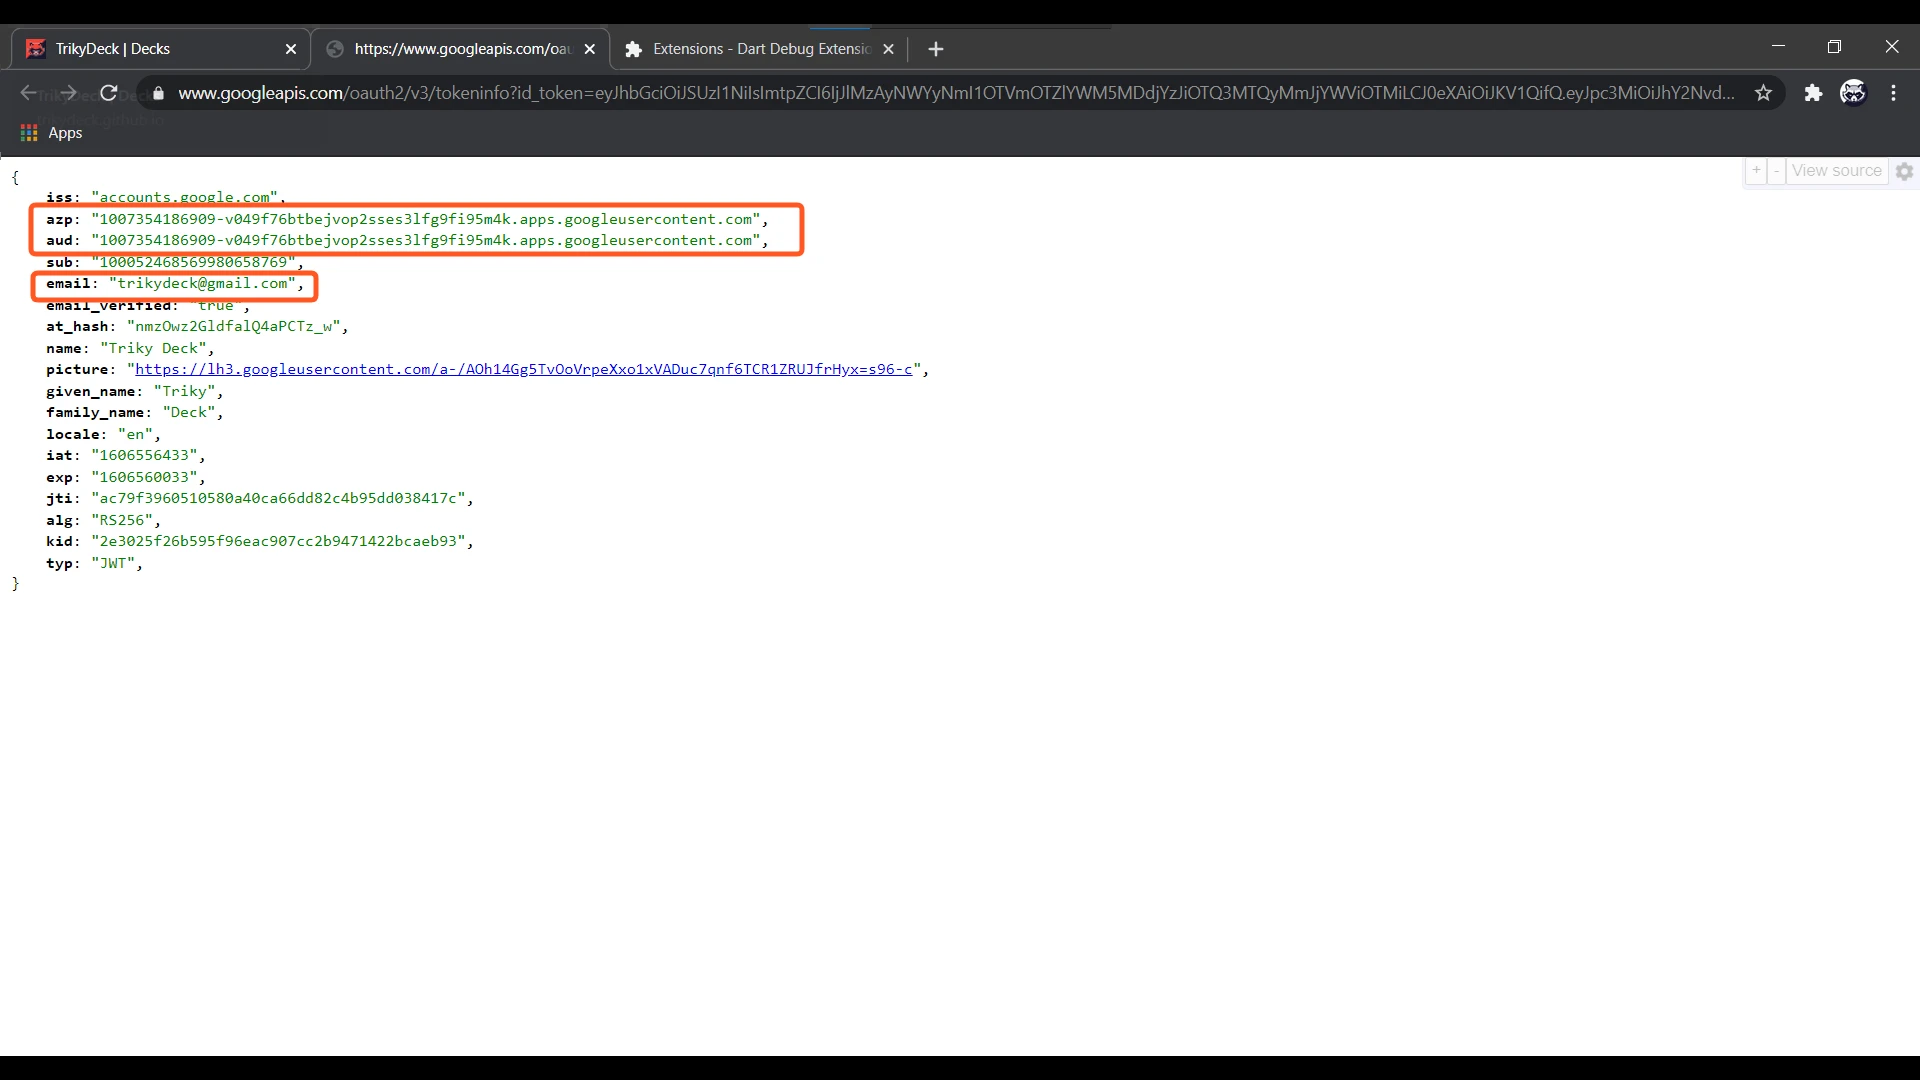 TrikyDeck | Decks
https://www.googleapis.com/oau
Extensions - Dart Debug Extensio
www.googleapis.com/oauth2/v3/tokeninfo?id_token=eyJhbGciOiJSUzI1NiIsImtpZCI6IjJlMzAyNWYyNmI1OTVmOTZlYWM5MDdjYzJiOTQ3MTQyMmJjYWViOTMiLCJ0eXAiOiJKV1QifQ.eyJpc3MiOiJhY2Nvd...
Apps
+ - View source
{
iss: "accounts.google.com",
azp: "1007354186909-v049f76btbejvop2sses3lfg9fi95m4k.apps.googleusercontent.com",
aud: "1007354186909-v049f76btbejvop2sses3lfg9fi95m4k.apps.googleusercontent.com",
sub: "100052468569980658769",
email: "trikydeck@gmail.com",
email_verified: "true",
at_hash: "nmzOwz2GldfalQ4aPCTz_w",
name: "Triky Deck",
picture: "https://lh3.googleusercontent.com/a-/AOh14Gg5TvOoVrpeXxo1xVADuc7qnf6TCR1ZRUJfrHyx=s96-c",
given_name: "Triky",
family_name: "Deck",
locale: "en",
iat: "1606556433",
exp: "1606560033",
jti: "ac79f3960510580a40ca66dd82c4b95dd038417c",
alg: "RS256",
kid: "2e3025f26b595f96eac907cc2b9471422bcaeb93",
typ: "JWT",
}